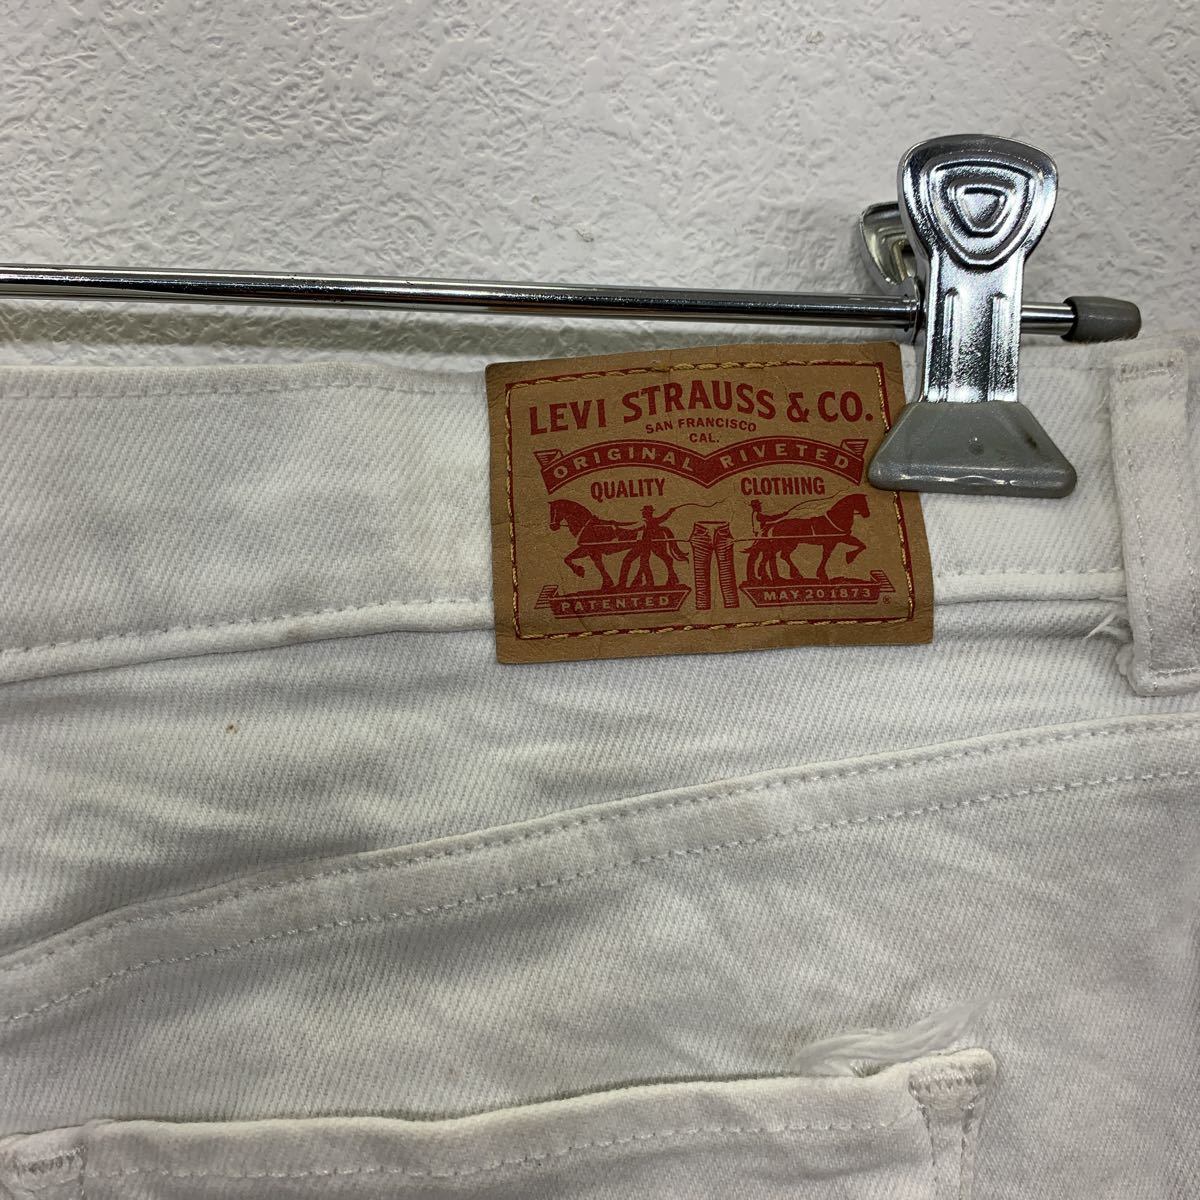 LEVI STRAUSS & CO.
SAN FRANCISCO
CAL.
ORIGINAL RIVETED
QUALITY CLOTHING
PATENTED MAY 20 1873 ®